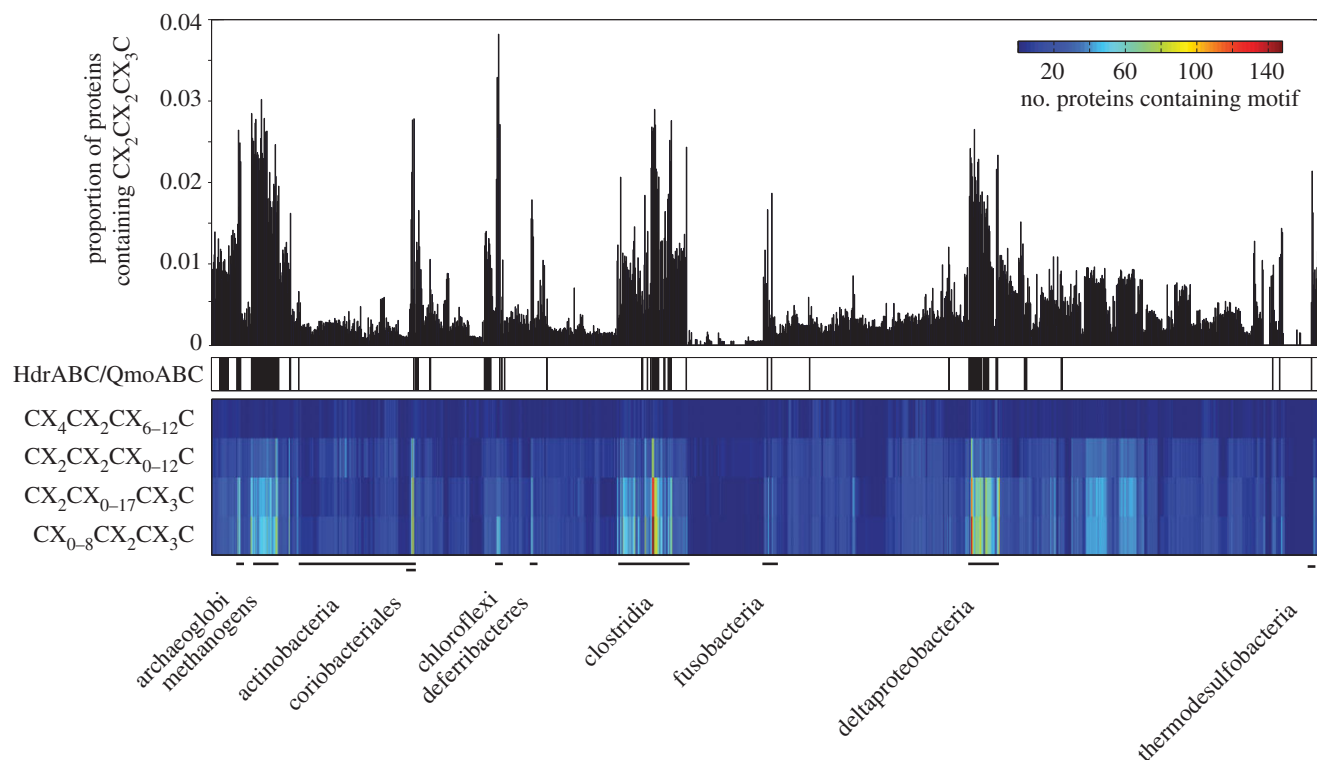 proportion of proteins
containing CX₂CX₂CX₃C
0.04
0.03
0.02
0.01
0
20 60 100 140
no. proteins containing motif
HdrABC/QmoABC
CX₄CX₂CX₆₋₁₂C
CX₂CX₂CX₀₋₁₂C
CX₂CX₀₋₁₇CX₃C
CX₀₋₈CX₂CX₃C
archaeoglobi
methanogens
actinobacteria
coriobacteriales
chloroflexi
deferribacteres
clostridia
fusobacteria
deltaproteobacteria
thermodesulfobacteria